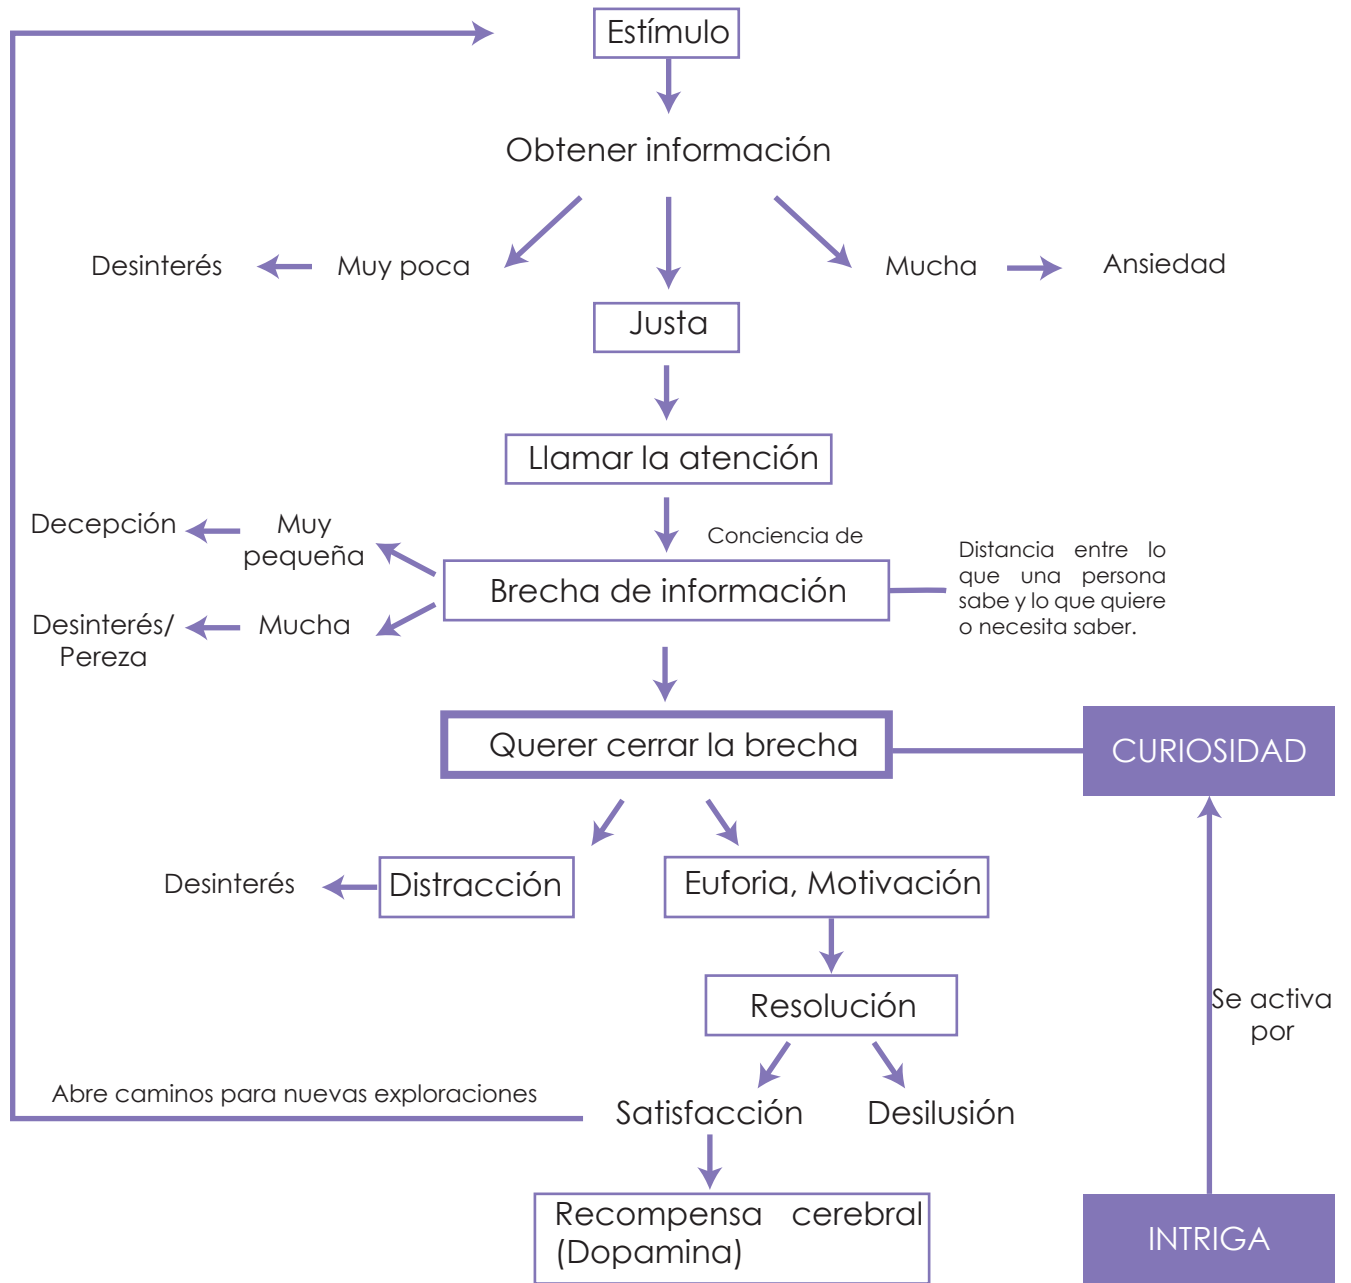 Estímulo
Obtener información
Desinterés
Muy poca
Mucha
Ansiedad
Justa
Llamar la atención
Conciencia de
Decepción
Muy
pequeña
Brecha de información
Distancia entre lo
que una persona
sabe y lo que quiere
o necesita saber.
Desinterés/
Pereza
Mucha
Querer cerrar la brecha
CURIOSIDAD
Desinterés
Distracción
Euforia, Motivación
Resolución
Se activa
por
Abre caminos para nuevas exploraciones
Satisfacción
Desilusión
Recompensa cerebral
(Dopamina)
INTRIGA